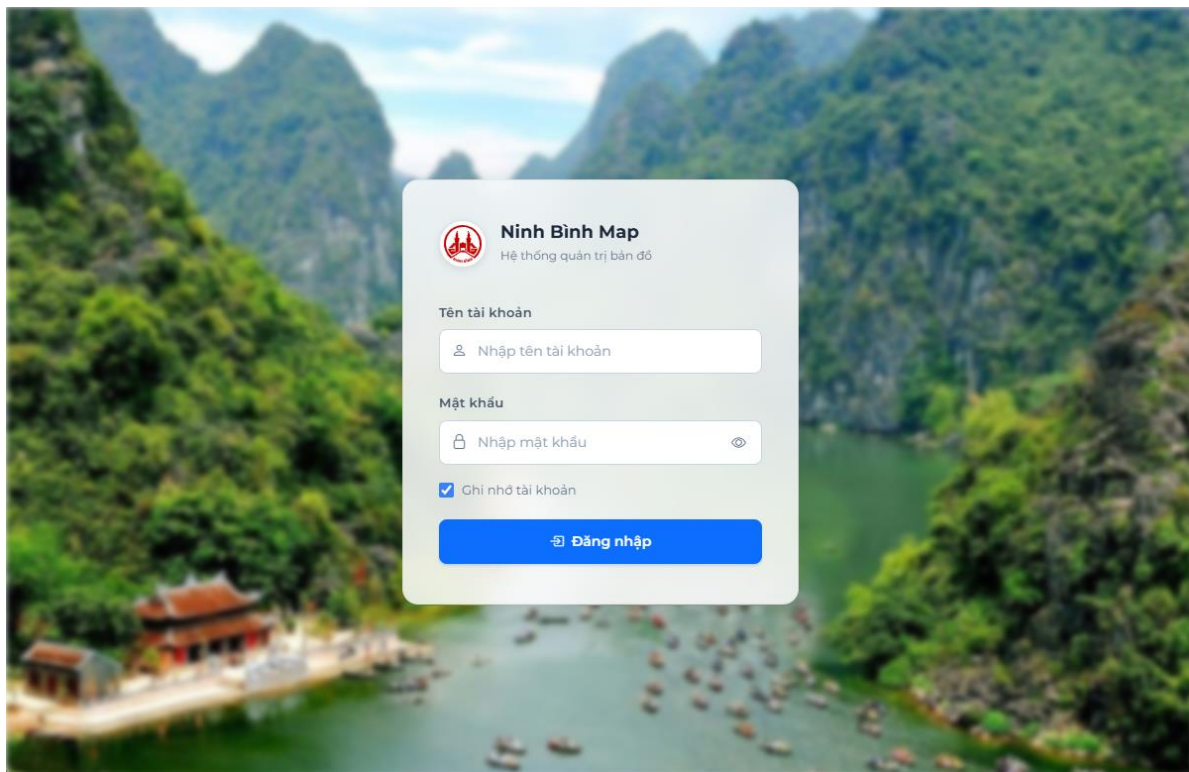 Ninh Bình Map
Hệ thống quản trị bản đồ
Tên tài khoản
Nhập tên tài khoản
Mật khẩu
Nhập mật khẩu
Ghi nhớ tài khoản
Đăng nhập